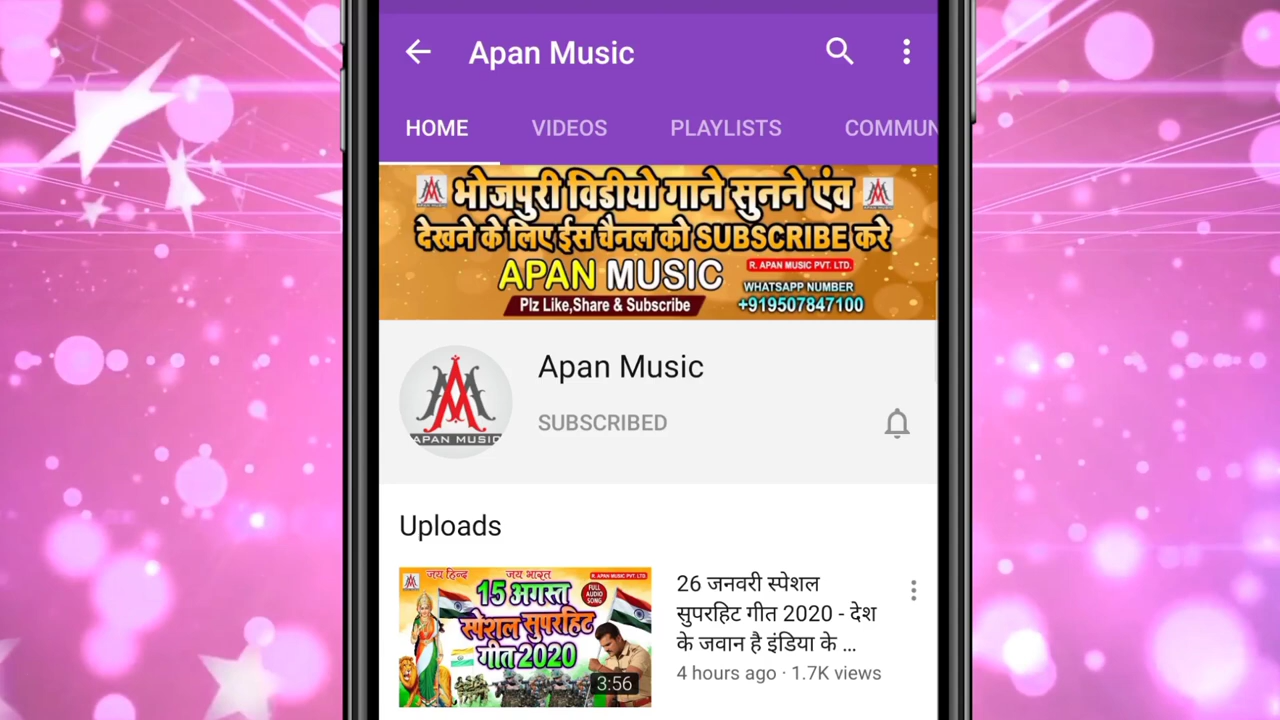 Apan Music
HOME VIDEOS PLAYLISTS COMMUN
भोजपुरी विडीयो गाने सुनने एंव
देखने के लिए ईस चैनल को SUBSCRIBE करे
APAN MUSIC
R. APAN MUSIC PVT. LTD.
WHATSAPP NUMBER
Plz Like,Share & Subscribe
+919507847100
Apan Music
SUBSCRIBED
APAN MUSIC
Uploads
जय हिन्द जय भारत
R. APAN MUSIC PVT. LTD
15 अगस्त
FULL
AUDIO
SONG
स्पेशल सुपरहिट
गीत 2020
3:56
26 जनवरी स्पेशल
सुपरहिट गीत 2020 - देश
के जवान है इंडिया के ...
4 hours ago · 1.7K views